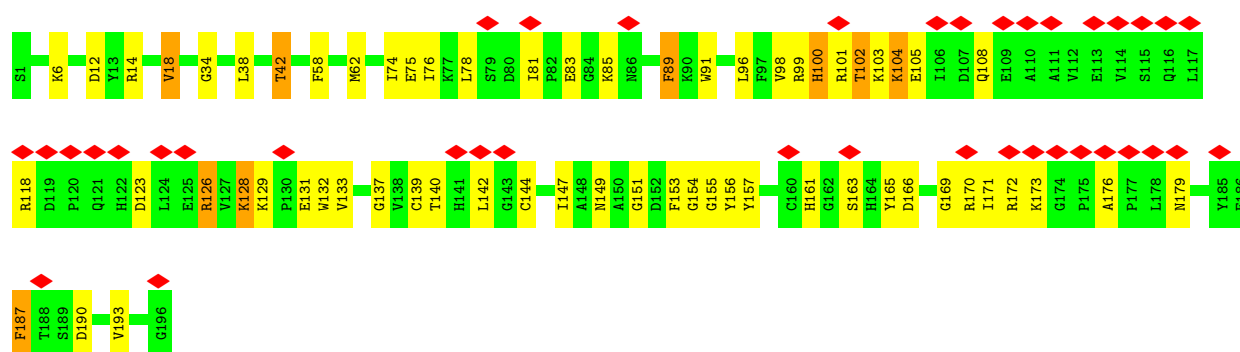 S1 K6 D12 Y13 R14 V18 G34 L38 T42 F58 M62 I74 E75 I76 K77 L78 S79 D80 I81 P82 E83 G84 K85 N86 F89 K90 W91 L96 F97 V98 R99 H100 R101 T102 K103 K104 E105 I106 D107 Q108 E109 A110 A111 V112 E113 V114 S115 Q116 L117
R118 D119 P120 Q121 H122 D123 L124 E125 R126 V127 K128 K129 P130 E131 W132 V133 G137 V138 C139 T140 H141 L142 G143 C144 I147 A148 N149 A150 G151 D152 F153 G154 G155 Y156 Y157 C160 H161 G162 S163 H164 Y165 D166 G169 R170 I171 R172 K173 G174 P175 A176 P177 L178 N179 Y185 E186
F187 T188 S189 D190 V193 G196